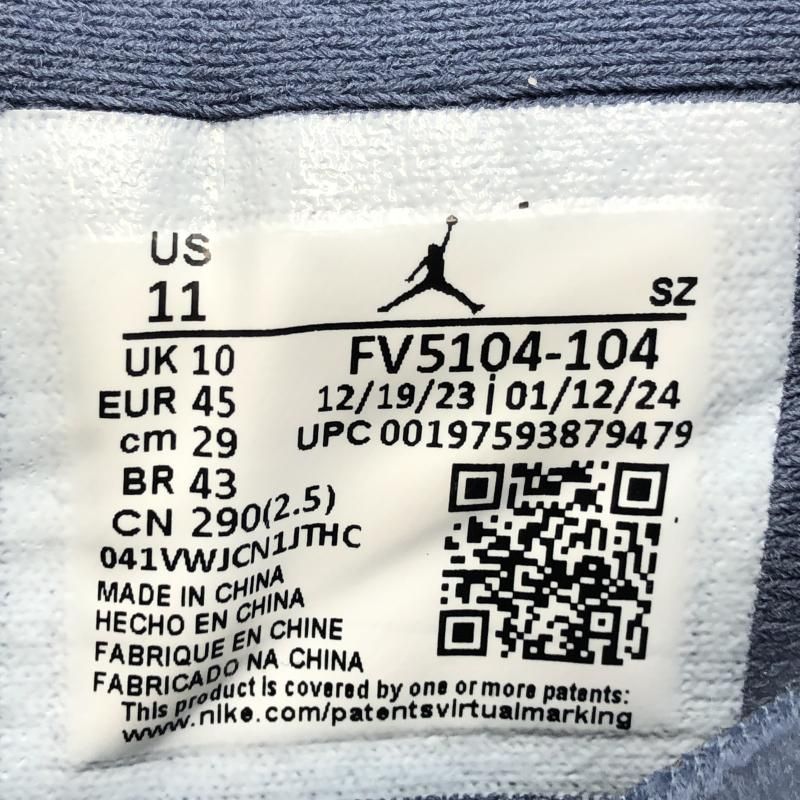 US
11
SZ
UK 10
FV5104-104
EUR 45
12/19/23 | 01/12/24
cm 29
UPC 00197593879479
BR 43
CN 290(2.5)
041VWJCN1JTHC
MADE IN CHINA
HECHO EN CHINA
FABRIQUE EN CHINE
FABRICADO NA CHINA
This product is covered by one or more patents:
www.nike.com/patentsvirtualmarking